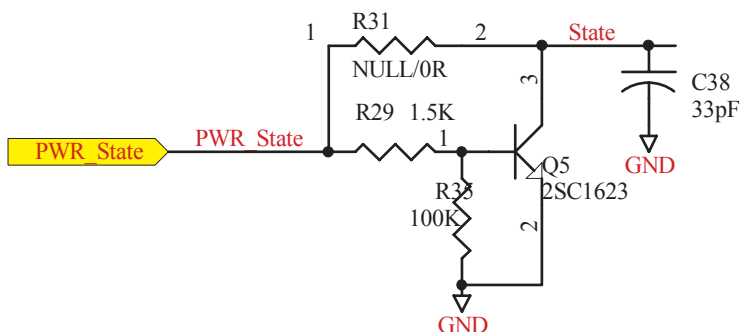 R31
1
2
State
NULL/0R
3
C38
33pF
R29 1.5K
PWR_State
PWR_State
1
GND
Q5
2SC1623
R35
100K
2
GND